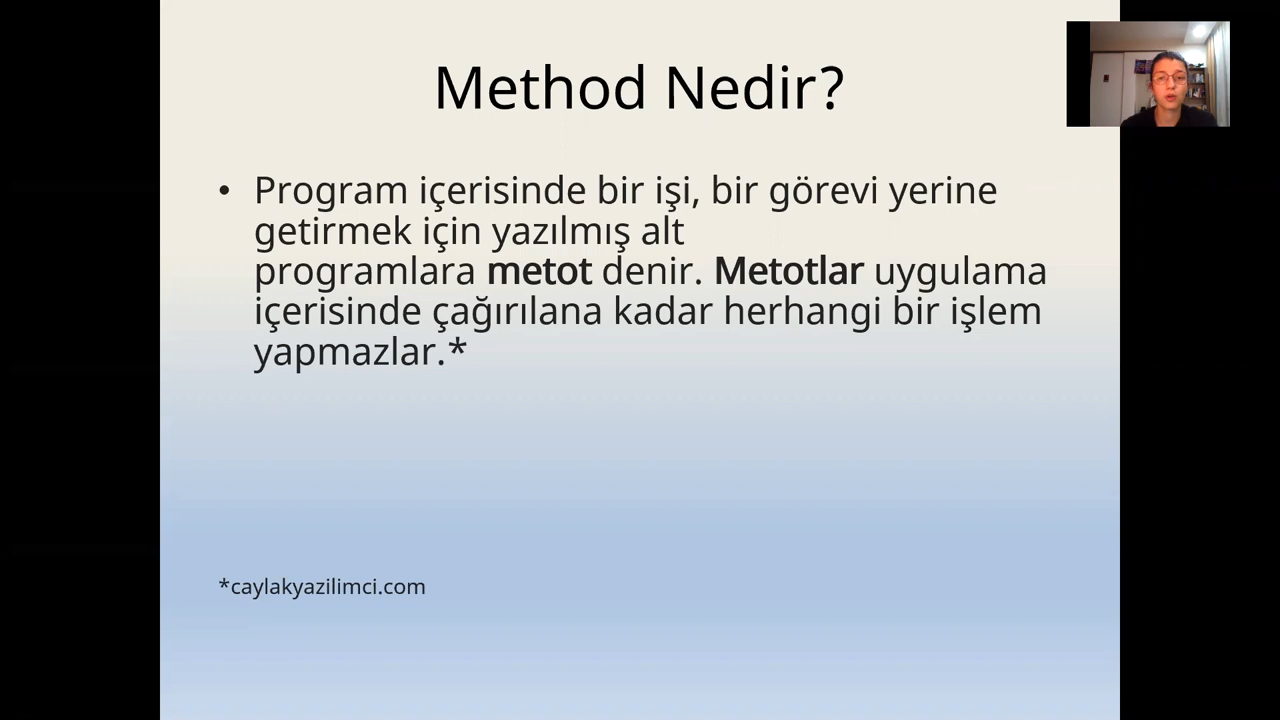 Method Nedir?
• Program içerisinde bir işi, bir görevi yerine
getirmek için yazılmış alt
programlara metot denir. Metotlar uygulama
içerisinde çağırılana kadar herhangi bir işlem
yapmazlar.*
*caylakyazilimci.com